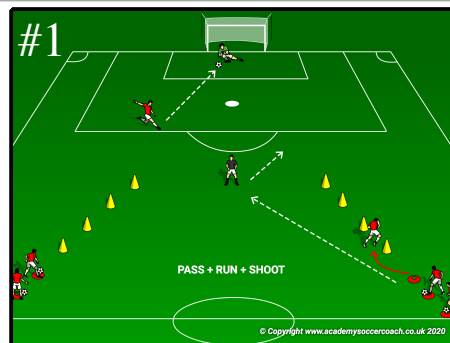 #1
PASS + RUN + SHOOT
© Copyright www.academysoccercoach.co.uk 2020